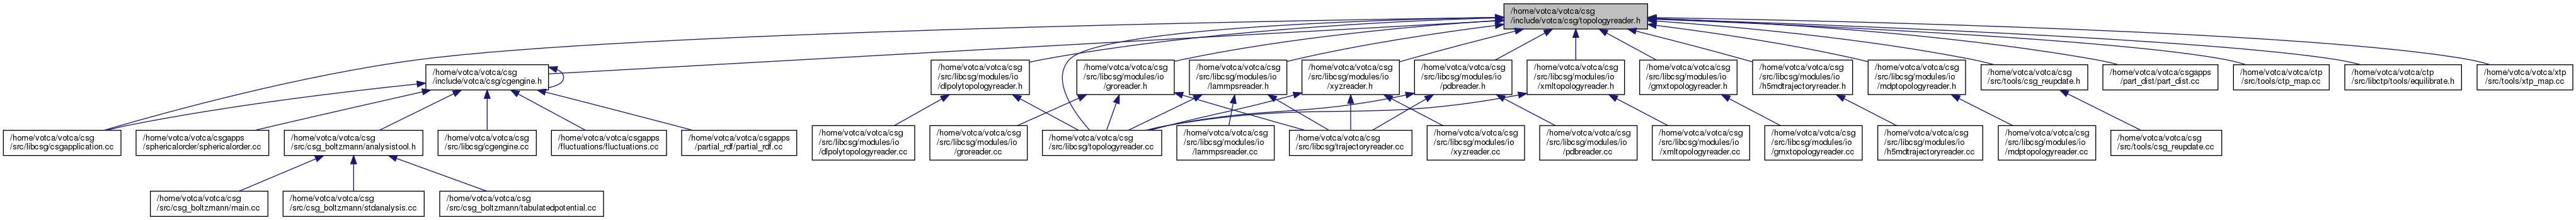 /home/votca/votca/csg
/include/votca/csg/topologyreader.h
/home/votca/votca/csg
/include/votca/csg/cgengine.h
/home/votca/votca/csg
/src/libcsg/modules/io
/dlpolytopologyreader.h
/home/votca/votca/csg
/src/libcsg/modules/io
/groreader.h
/home/votca/votca/csg
/src/libcsg/modules/io
/lammpsreader.h
/home/votca/votca/csg
/src/libcsg/modules/io
/xyzreader.h
/home/votca/votca/csg
/src/libcsg/modules/io
/pdbreader.h
/home/votca/votca/csg
/src/libcsg/modules/io
/xmltopologyreader.h
/home/votca/votca/csg
/src/libcsg/modules/io
/gmxtopologyreader.h
/home/votca/votca/csg
/src/libcsg/modules/io
/h5mdtrajectoryreader.h
/home/votca/votca/csg
/src/libcsg/modules/io
/mdptopologyreader.h
/home/votca/votca/csg
/src/tools/csg_reupdate.h
/home/votca/votca/csgapps
/part_dist/part_dist.cc
/home/votca/votca/ctp
/src/tools/ctp_map.cc
/home/votca/votca/ctp
/src/libctp/tools/equilibrate.h
/home/votca/votca/xtp
/src/tools/xtp_map.cc
/home/votca/votca/csg
/src/libcsg/csgapplication.cc
/home/votca/votca/csgapps
/sphericalorder/sphericalorder.cc
/home/votca/votca/csg
/src/csg_boltzmann/analysistool.h
/home/votca/votca/csg
/src/libcsg/cgengine.cc
/home/votca/votca/csgapps
/fluctuations/fluctuations.cc
/home/votca/votca/csgapps
/partial_rdf/partial_rdf.cc
/home/votca/votca/csg
/src/libcsg/modules/io
/dlpolytopologyreader.cc
/home/votca/votca/csg
/src/libcsg/modules/io
/groreader.cc
/home/votca/votca/csg
/src/libcsg/topologyreader.cc
/home/votca/votca/csg
/src/libcsg/modules/io
/lammpsreader.cc
/home/votca/votca/csg
/src/libcsg/trajectoryreader.cc
/home/votca/votca/csg
/src/libcsg/modules/io
/xyzreader.cc
/home/votca/votca/csg
/src/libcsg/modules/io
/pdbreader.cc
/home/votca/votca/csg
/src/libcsg/modules/io
/xmltopologyreader.cc
/home/votca/votca/csg
/src/libcsg/modules/io
/gmxtopologyreader.cc
/home/votca/votca/csg
/src/libcsg/modules/io
/h5mdtrajectoryreader.cc
/home/votca/votca/csg
/src/libcsg/modules/io
/mdptopologyreader.cc
/home/votca/votca/csg
/src/tools/csg_reupdate.cc
/home/votca/votca/csg
/src/csg_boltzmann/main.cc
/home/votca/votca/csg
/src/csg_boltzmann/stdanalysis.cc
/home/votca/votca/csg
/src/csg_boltzmann/tabulatedpotential.cc